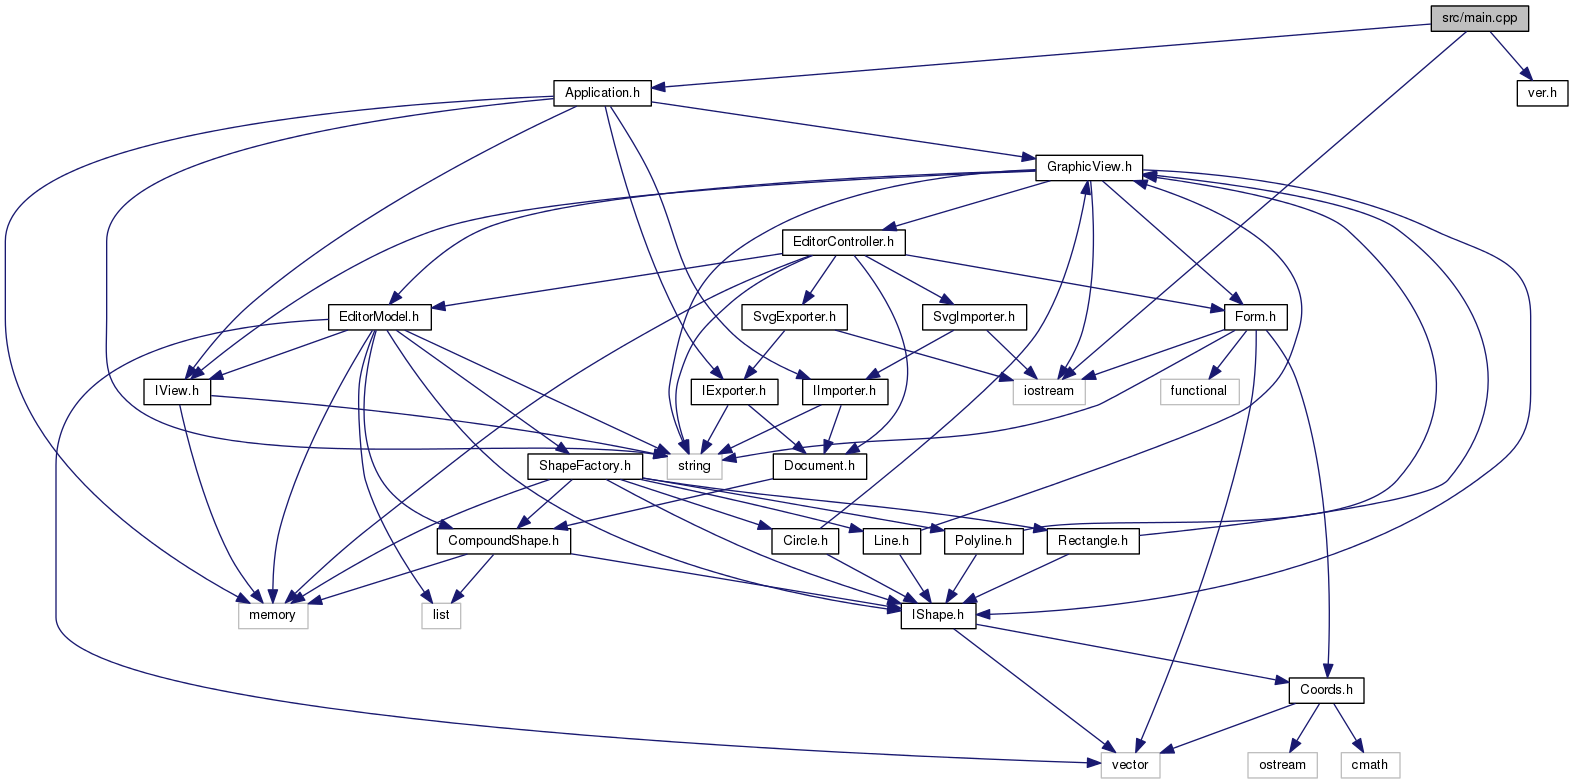 src/main.cpp
Application.h
ver.h
GraphicView.h
EditorController.h
EditorModel.h
SvgExporter.h
SvgImporter.h
Form.h
IView.h
IExporter.h
IImporter.h
iostream
functional
string
ShapeFactory.h
Document.h
CompoundShape.h
Circle.h
Line.h
Polyline.h
Rectangle.h
memory
list
IShape.h
Coords.h
vector
ostream
cmath